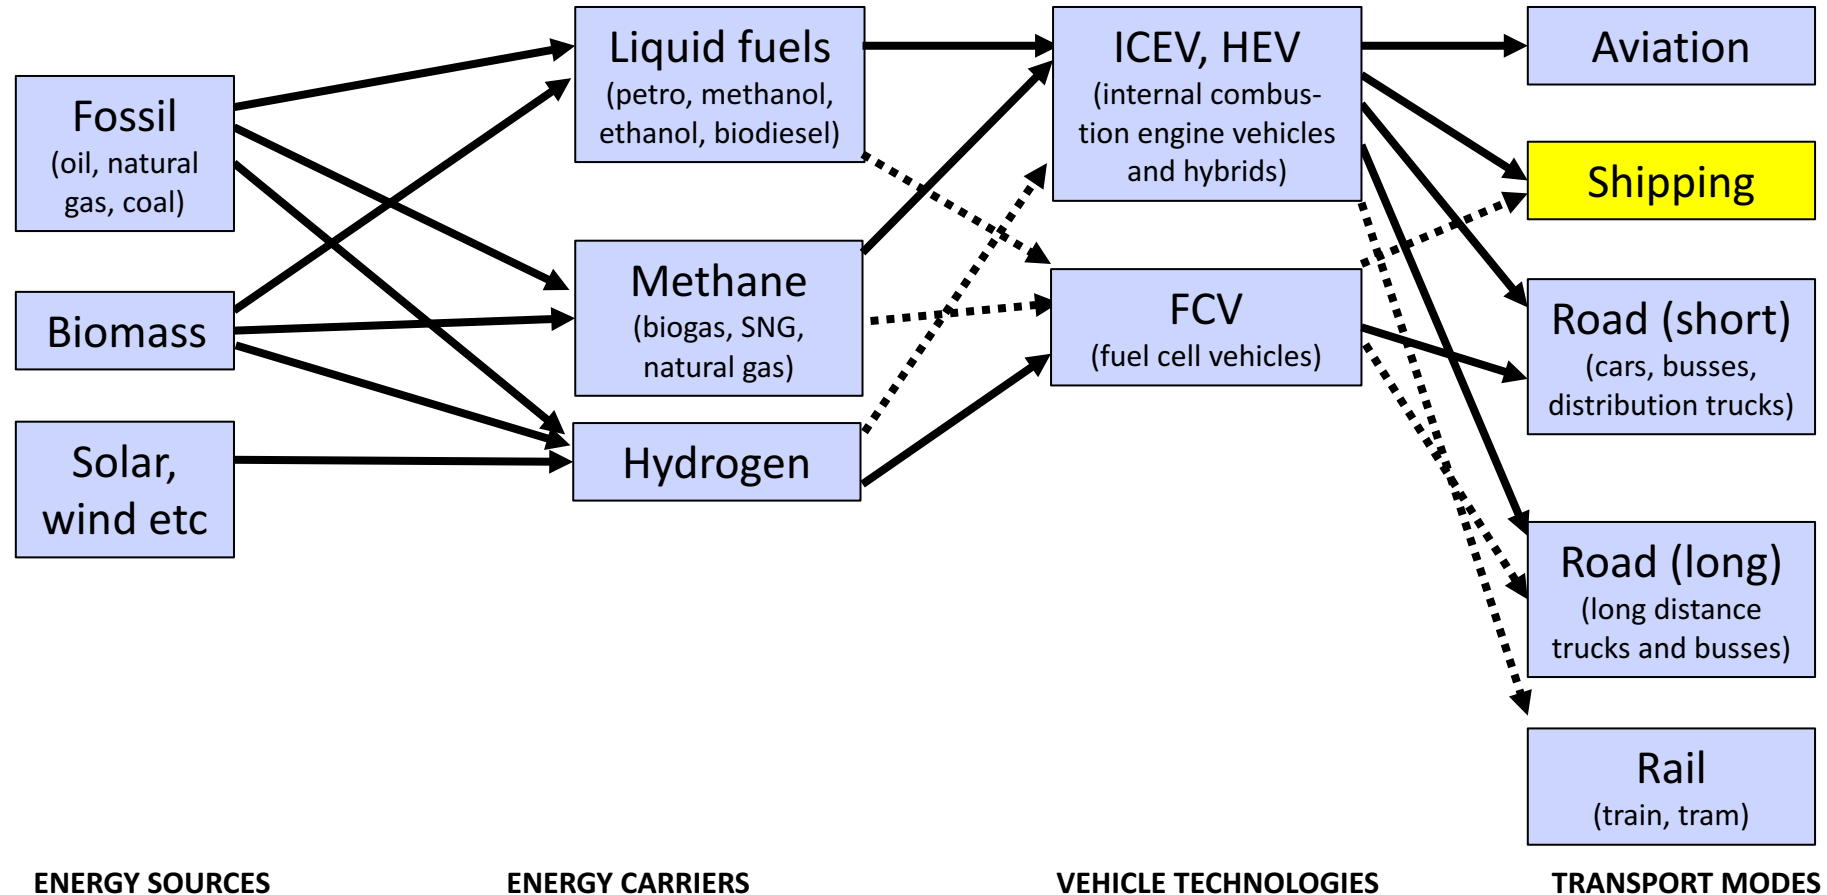 Fossil
(oil, natural
gas, coal)
Biomass
Solar,
wind etc
Liquid fuels
(petro, methanol,
ethanol, biodiesel)
Methane
(biogas, SNG,
natural gas)
Hydrogen
ICEV, HEV
(internal combus-
tion engine vehicles
and hybrids)
FCV
(fuel cell vehicles)
Aviation
Shipping
Road (short)
(cars, busses,
distribution trucks)
Road (long)
(long distance
trucks and busses)
Rail
(train, tram)
ENERGY SOURCES
ENERGY CARRIERS
VEHICLE TECHNOLOGIES
TRANSPORT MODES